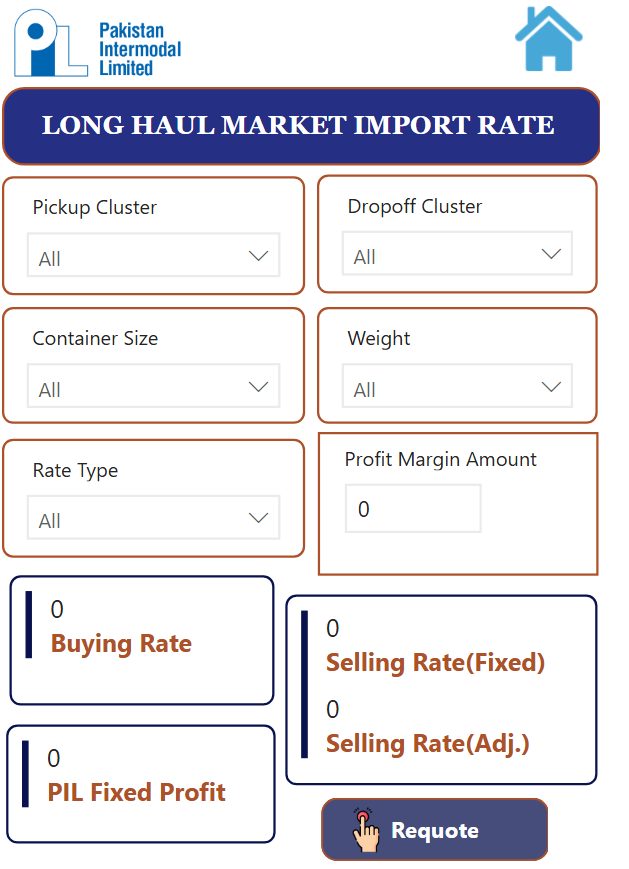 PIL
Pakistan
Intermodal
Limited
LONG HAUL MARKET IMPORT RATE
Pickup Cluster
All
Dropoff Cluster
All
Container Size
All
Weight
All
Rate Type
All
Profit Margin Amount
0
0
Buying Rate
0
Selling Rate(Fixed)
0
Selling Rate(Adj.)
0
PIL Fixed Profit
Requote